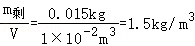 m剩/V = 0.015kg/1×10⁻²m³ = 1.5kg/m³